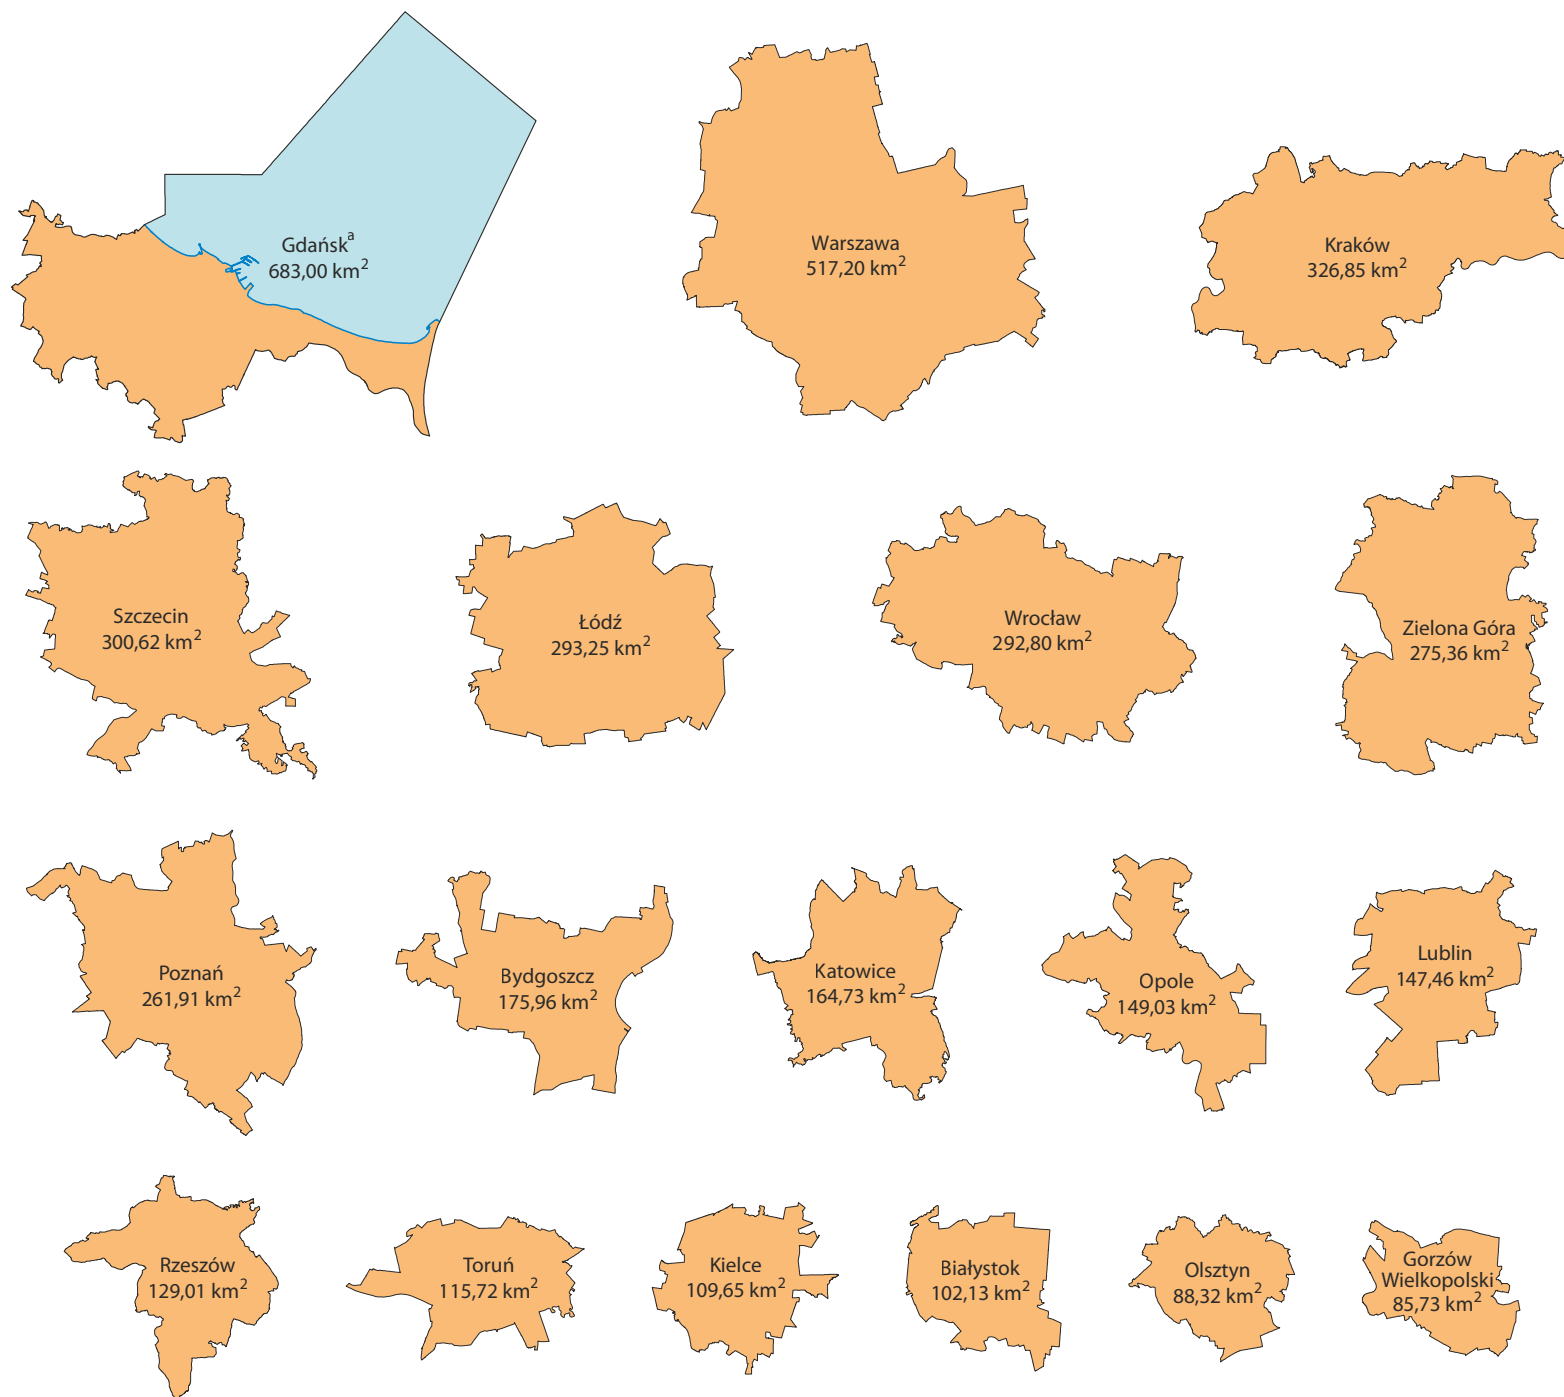 Gdańskᵃ
683,00 km²
Warszawa
517,20 km²
Kraków
326,85 km²
Szczecin
300,62 km²
Łódź
293,25 km²
Wrocław
292,80 km²
Zielona Góra
275,36 km²
Poznań
261,91 km²
Bydgoszcz
175,96 km²
Katowice
164,73 km²
Opole
149,03 km²
Lublin
147,46 km²
Rzeszów
129,01 km²
Toruń
115,72 km²
Kielce
109,65 km²
Białystok
102,13 km²
Olsztyn
88,32 km²
Gorzów
Wielkopolski
85,73 km²